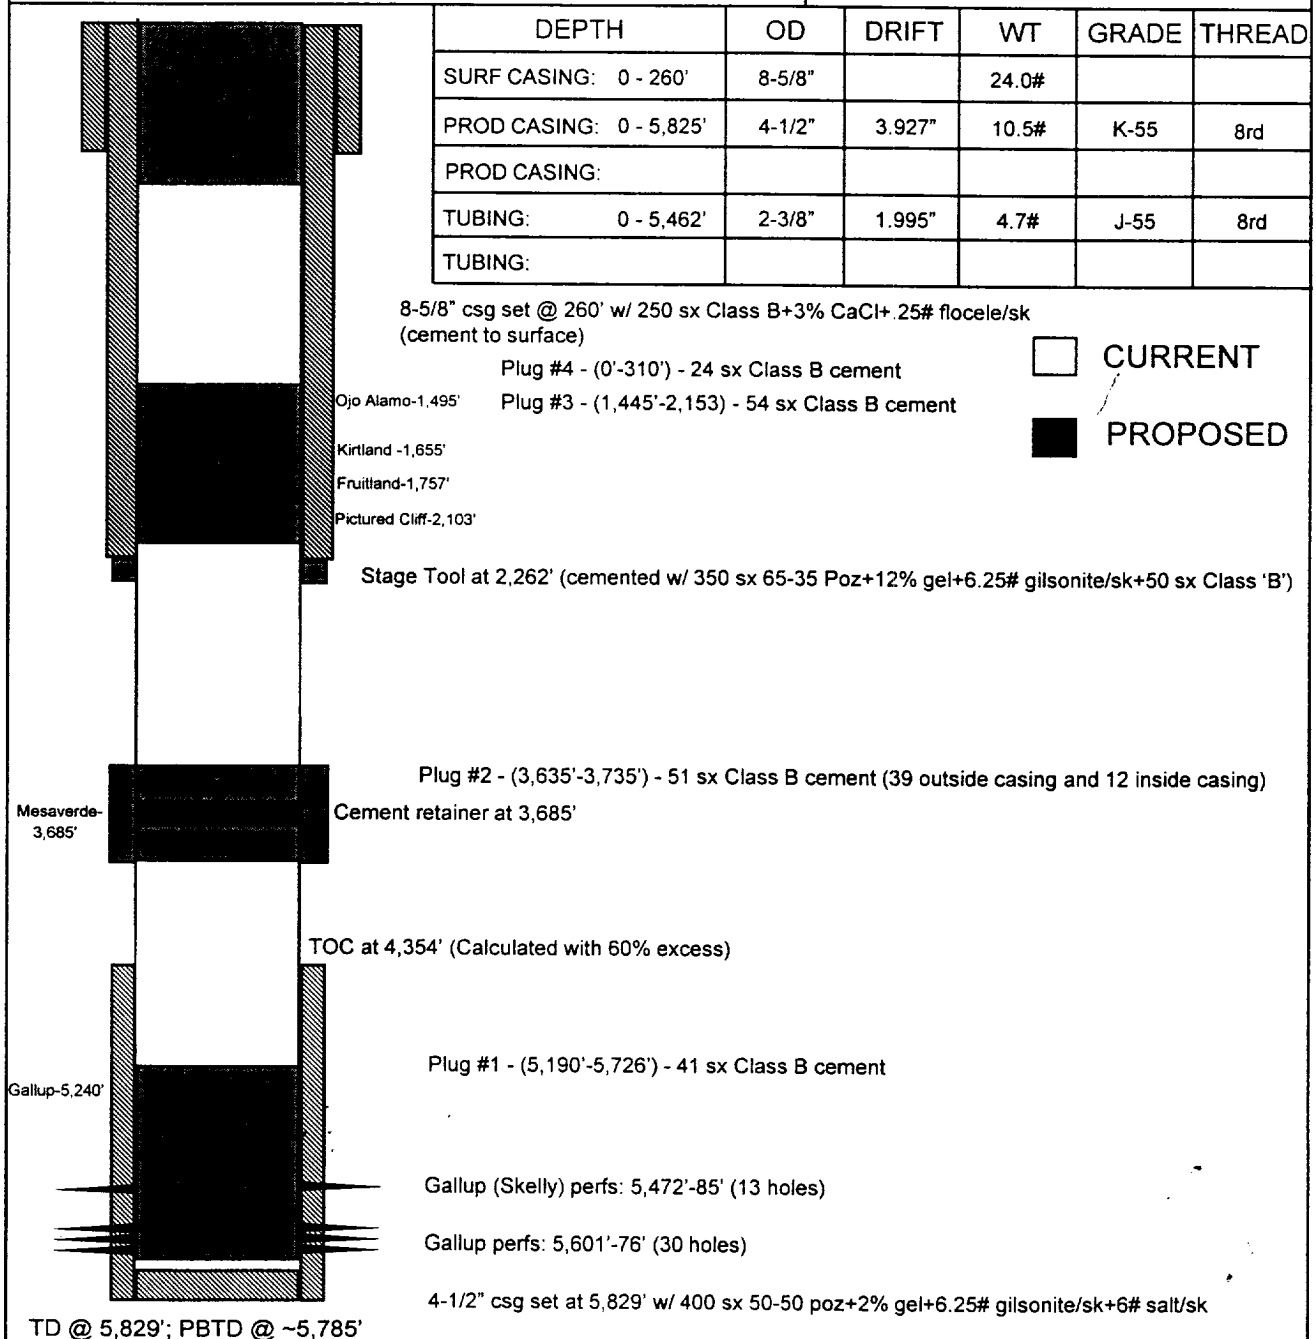 DEPTH OD DRIFT WT GRADE THREAD
SURF CASING: 0 - 260' 8-5/8" 24.0#
PROD CASING: 0 - 5,825' 4-1/2" 3.927" 10.5# K-55 8rd
PROD CASING:
TUBING: 0 - 5,462' 2-3/8" 1.995" 4.7# J-55 8rd
TUBING:
8-5/8" csg set @ 260' w/ 250 sx Class B+3% CaCl+.25# flocele/sk
(cement to surface)
Plug #4 - (0'-310') - 24 sx Class B cement
CURRENT
Ojo Alamo-1,495'
Plug #3 - (1,445'-2,153) - 54 sx Class B cement
PROPOSED
Kirtland -1,655'
Fruitland-1,757'
Pictured Cliff-2,103'
Stage Tool at 2,262' (cemented w/ 350 sx 65-35 Poz+12% gel+6.25# gilsonite/sk+50 sx Class 'B')
Plug #2 - (3,635'-3,735') - 51 sx Class B cement (39 outside casing and 12 inside casing)
Mesaverde-
3,685'
Cement retainer at 3,685'
TOC at 4,354' (Calculated with 60% excess)
Plug #1 - (5,190'-5,726') - 41 sx Class B cement
Gallup-5,240'
Gallup (Skelly) perfs: 5,472'-85' (13 holes)
Gallup perfs: 5,601'-76' (30 holes)
4-1/2" csg set at 5,829' w/ 400 sx 50-50 poz+2% gel+6.25# gilsonite/sk+6# salt/sk
TD @ 5,829'; PBTD @ ~5,785'